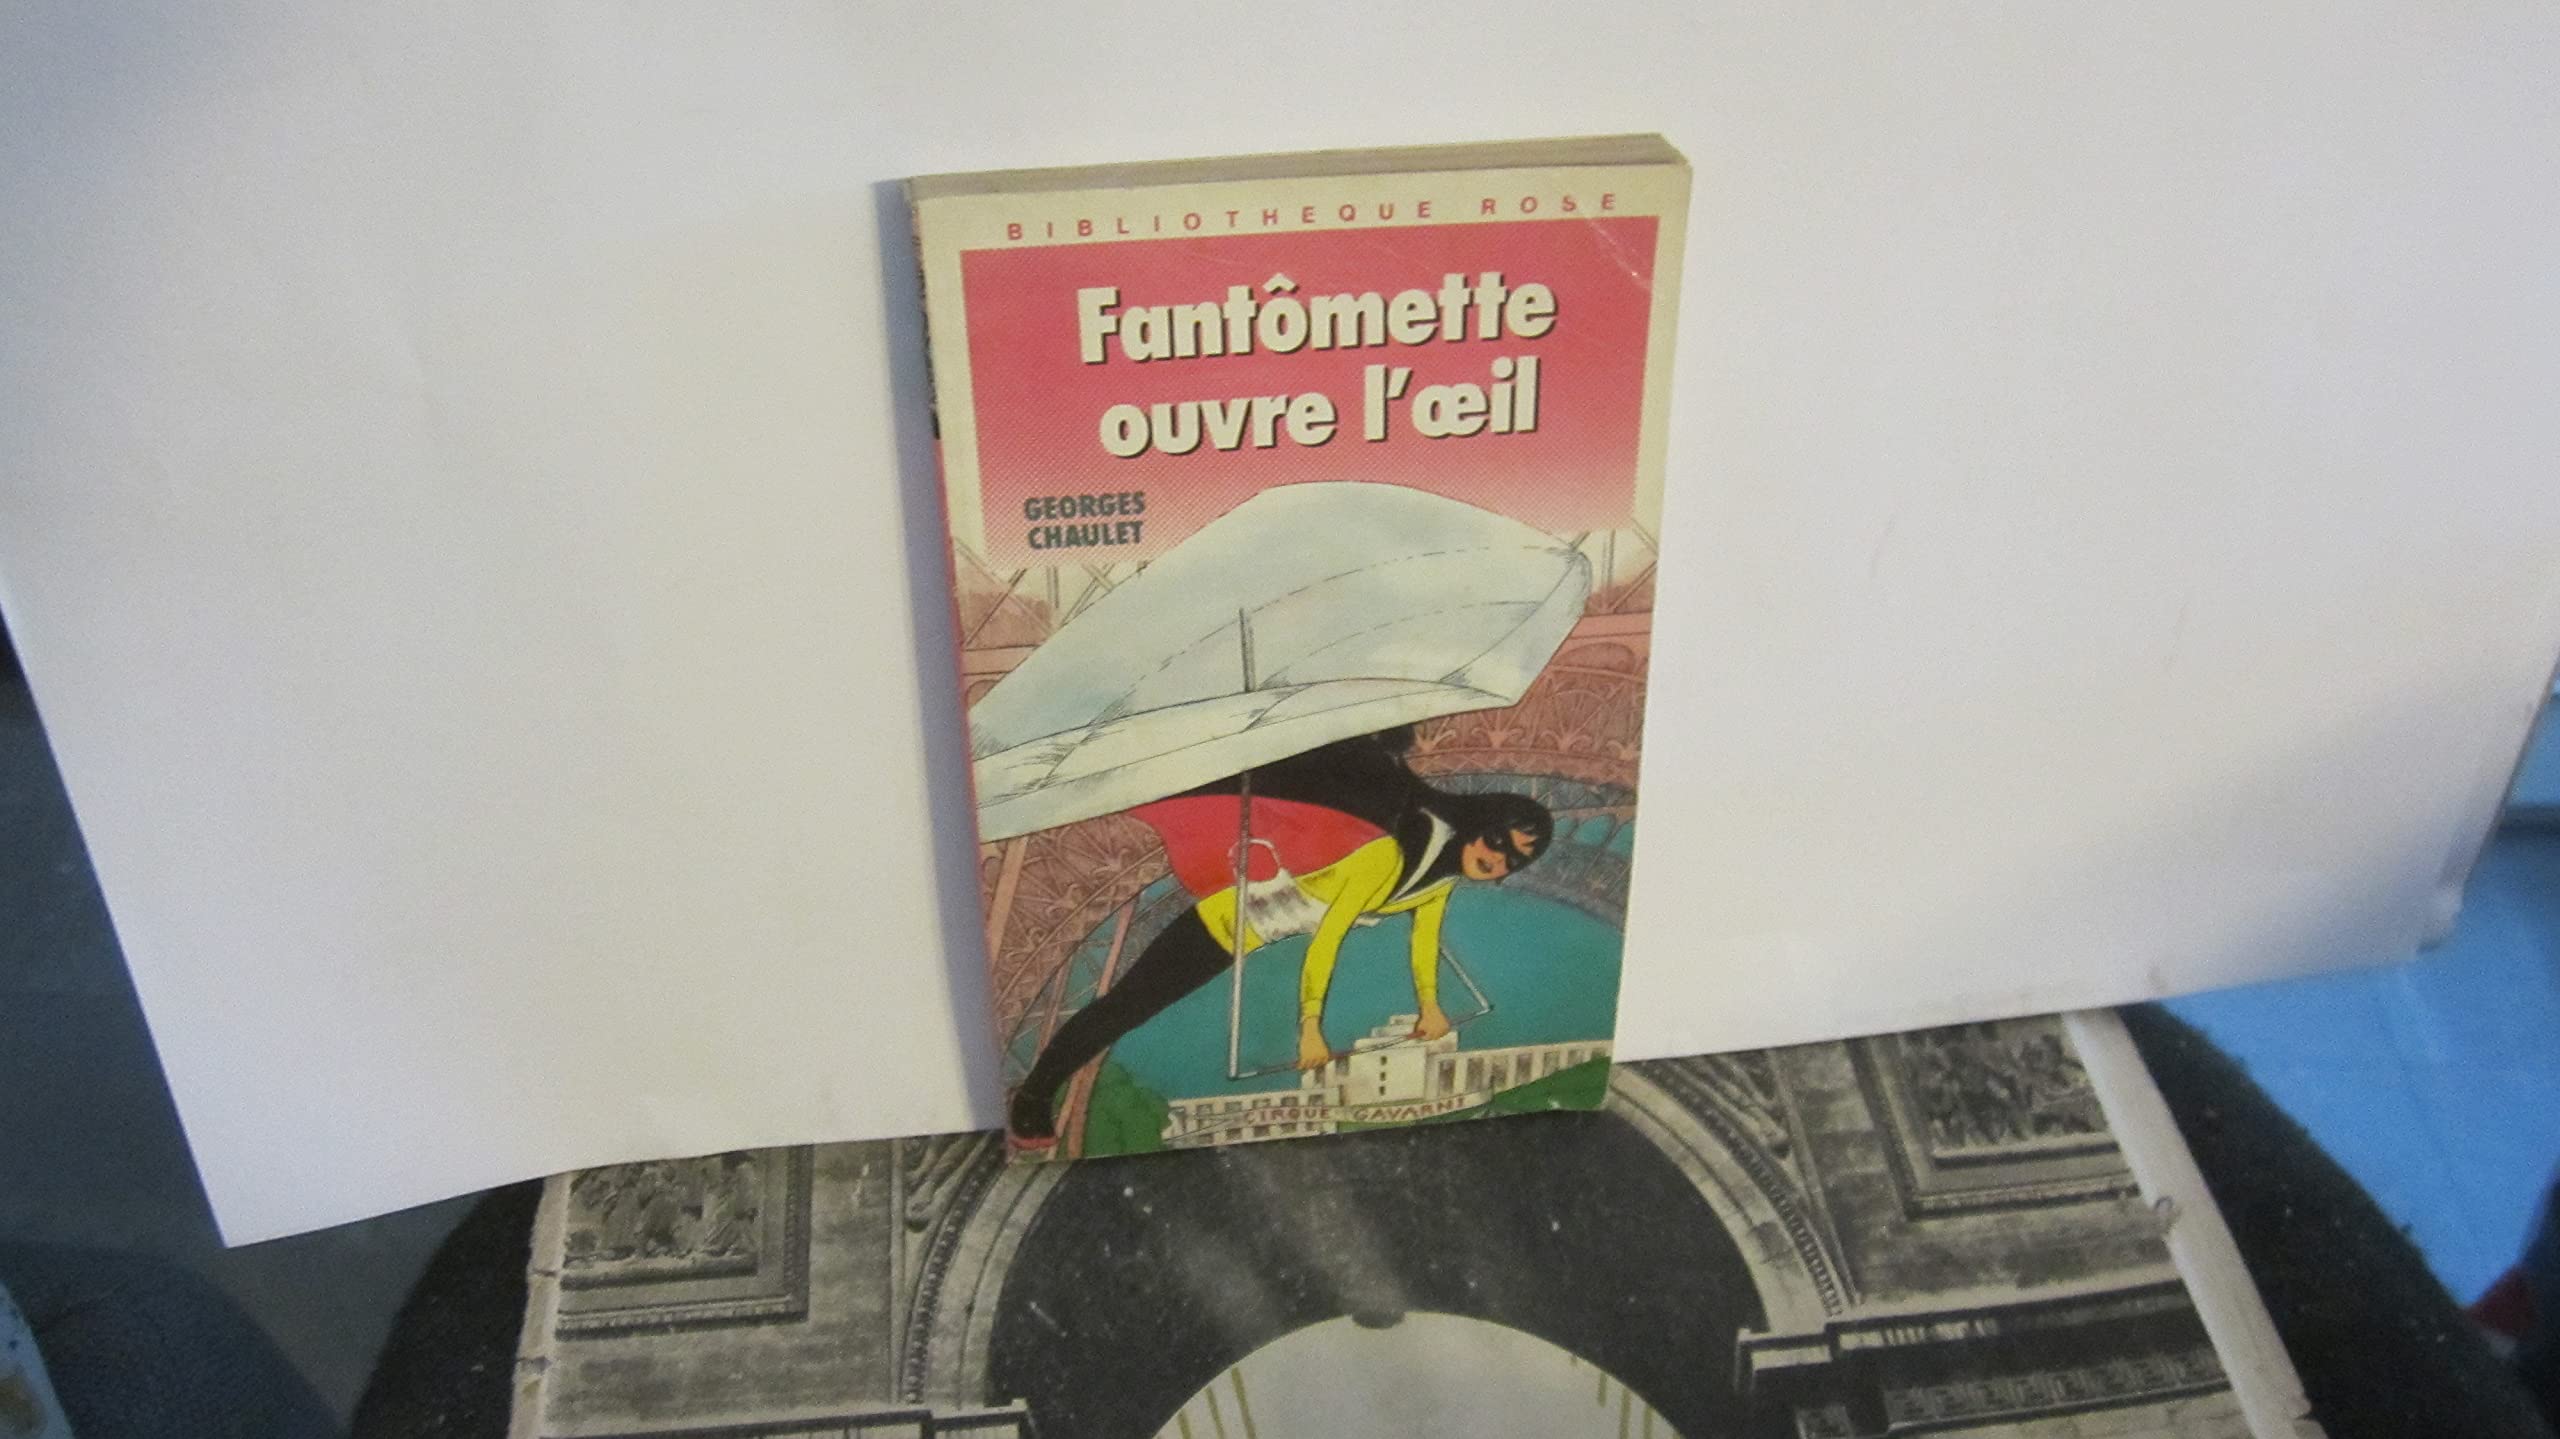 BIBLIOTHEQUE ROSE
Fantômette
ouvre l'œil
GEORGES
CHAULET
CIRQUE GAVARNI